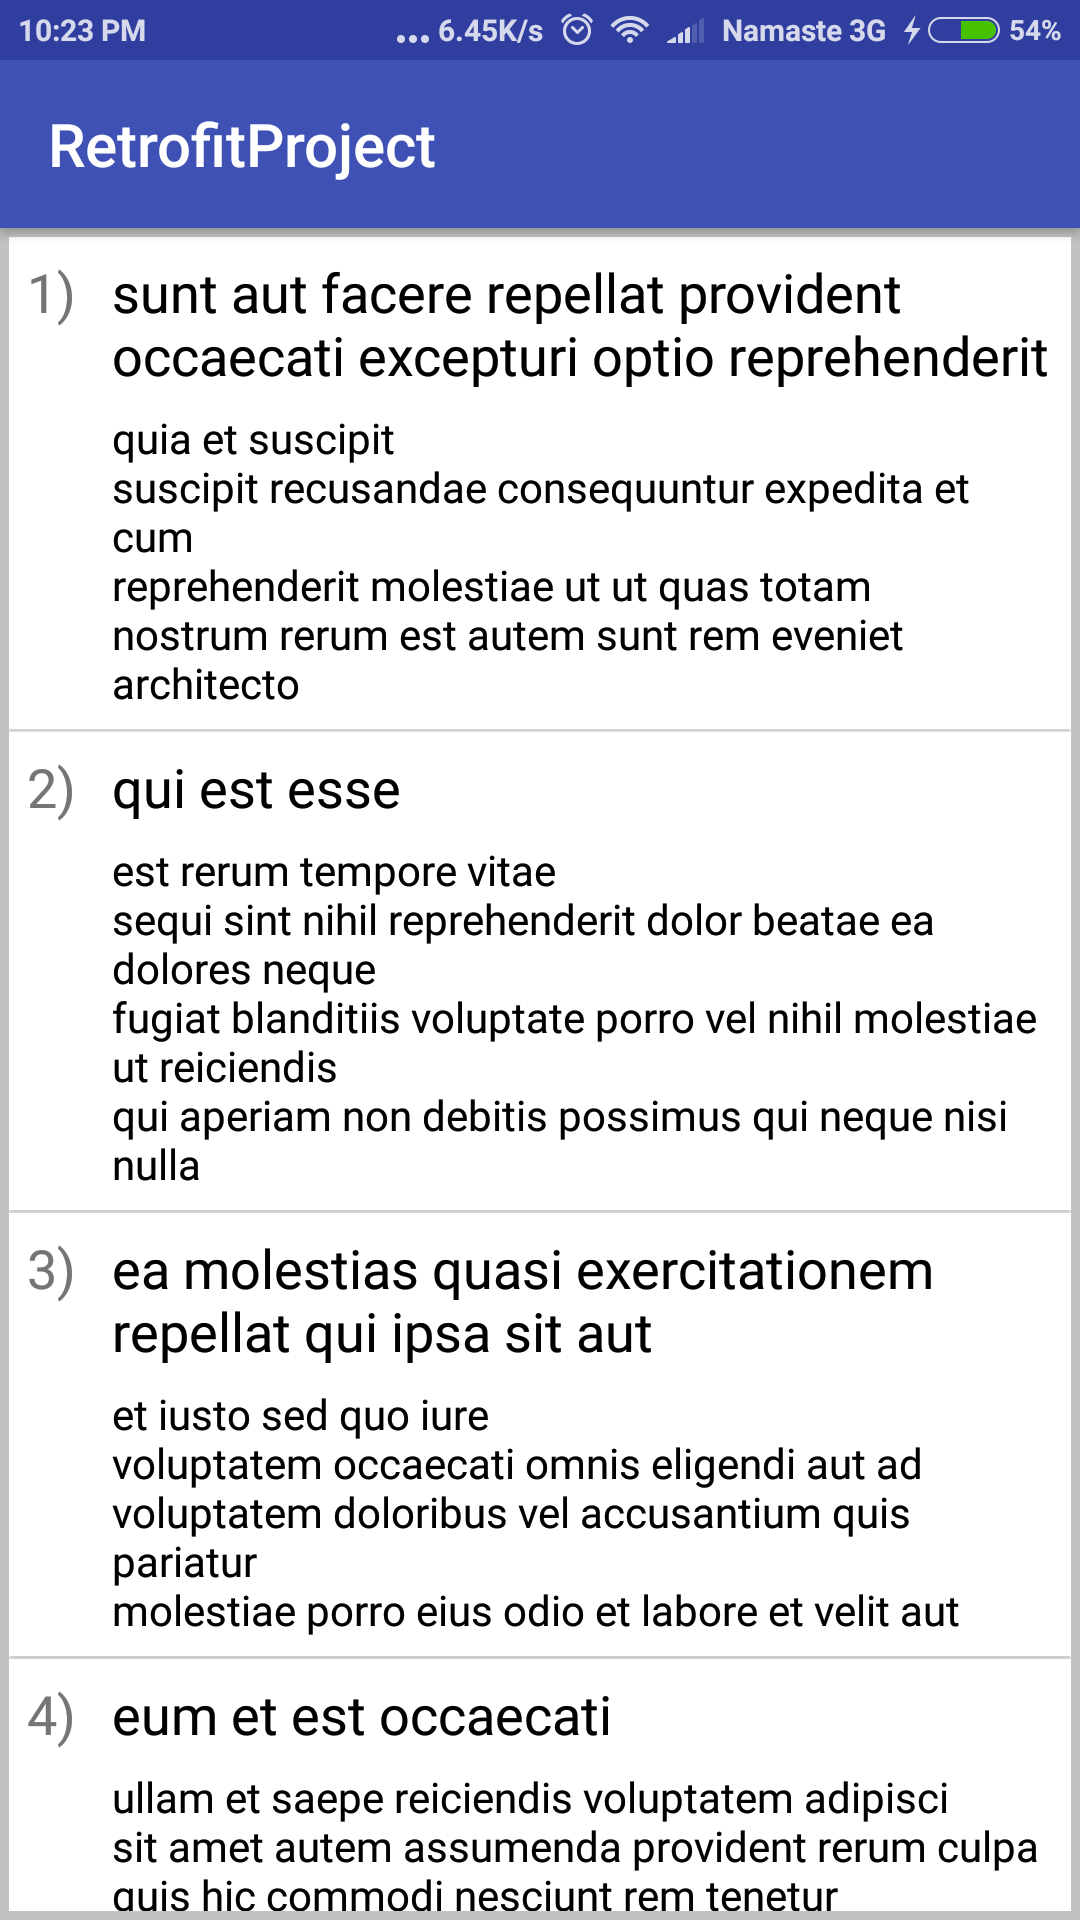 10:23 PM ... 6.45K/s Namaste 3G 54%
RetrofitProject
1) sunt aut facere repellat provident
occaecati excepturi optio reprehenderit
quia et suscipit
suscipit recusandae consequuntur expedita et
cum
reprehenderit molestiae ut ut quas totam
nostrum rerum est autem sunt rem eveniet
architecto
2) qui est esse
est rerum tempore vitae
sequi sint nihil reprehenderit dolor beatae ea
dolores neque
fugiat blanditiis voluptate porro vel nihil molestiae
ut reiciendis
qui aperiam non debitis possimus qui neque nisi
nulla
3) ea molestias quasi exercitationem
repellat qui ipsa sit aut
et iusto sed quo iure
voluptatem occaecati omnis eligendi aut ad
voluptatem doloribus vel accusantium quis
pariatur
molestiae porro eius odio et labore et velit aut
4) eum et est occaecati
ullam et saepe reiciendis voluptatem adipisci
sit amet autem assumenda provident rerum culpa
quis hic commodi nesciunt rem tenetur